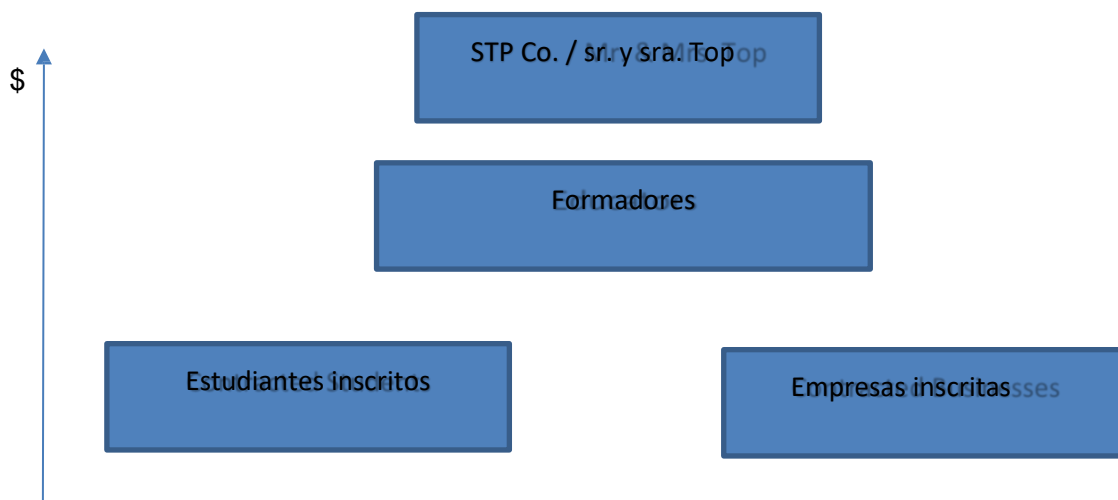 STP Co. / sr. y sra. Top
$
Formadores
Estudiantes inscritos
Empresas inscritas